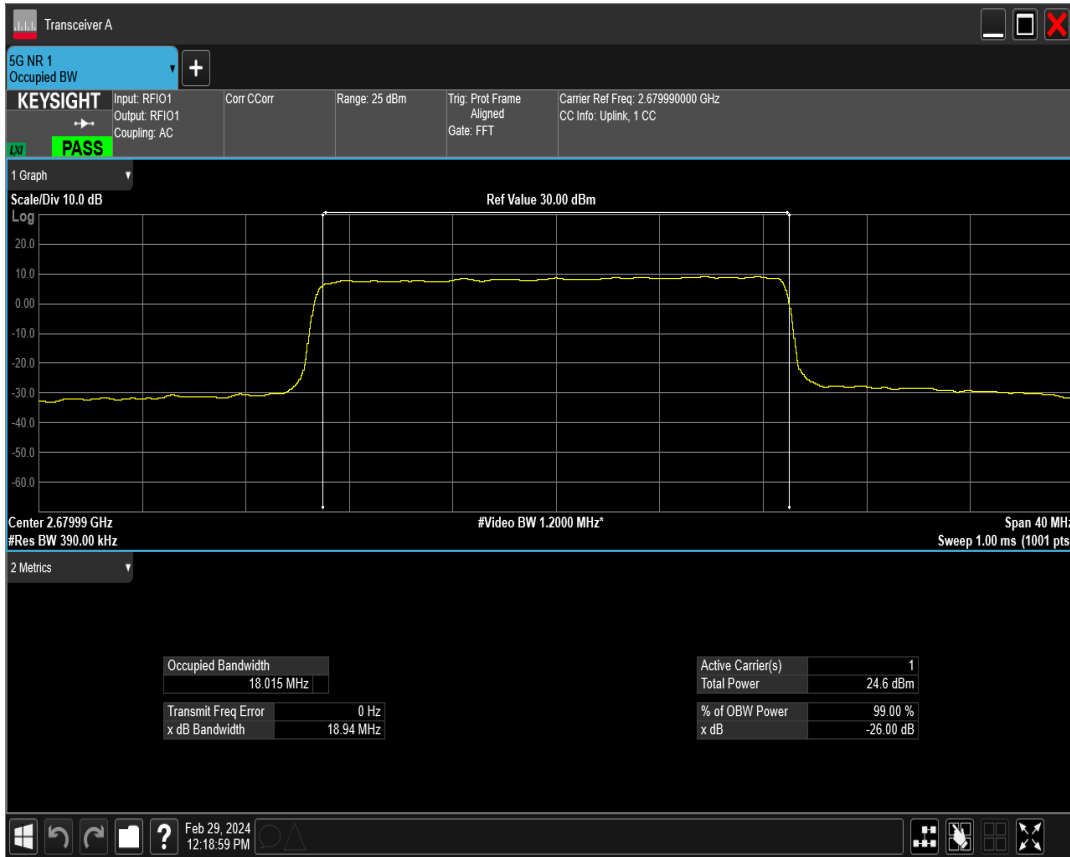 Transceiver A
5G NR 1
Occupied BW
KEYSIGHT
LXI
PASS
Input: RFIO1
Output: RFIO1
Coupling: AC
Corr CCorr
Range: 25 dBm
Trig: Prot Frame
Aligned
Gate: FFT
Carrier Ref Freq: 2.679990000 GHz
CC Info: Uplink, 1 CC
1 Graph
Scale/Div 10.0 dB
Ref Value 30.00 dBm
Log
20.0
10.0
0.00
-10.0
-20.0
-30.0
-40.0
-50.0
-60.0
Center 2.67999 GHz
#Video BW 1.2000 MHz*
Span 40 MHz
#Res BW 390.00 kHz
Sweep 1.00 ms (1001 pts
2 Metrics
Occupied Bandwidth
18.015 MHz
Transmit Freq Error 0 Hz
x dB Bandwidth 18.94 MHz
Active Carrier(s) 1
Total Power 24.6 dBm
% of OBW Power 99.00 %
x dB -26.00 dB
?
Feb 29, 2024
12:18:59 PM